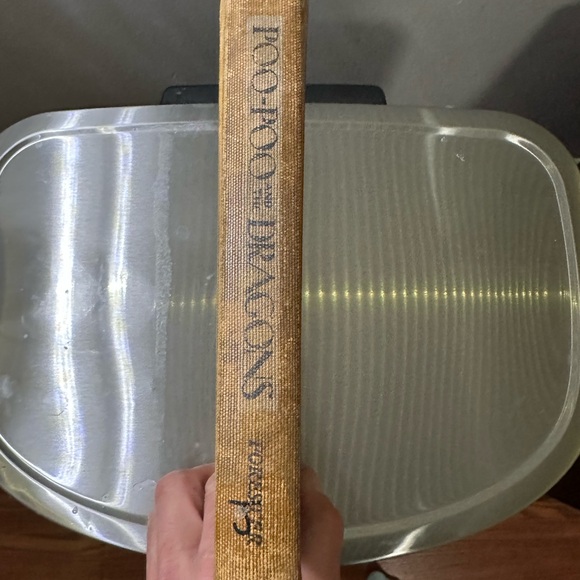 POO-POO AND THE DRAGONS
FORESTER